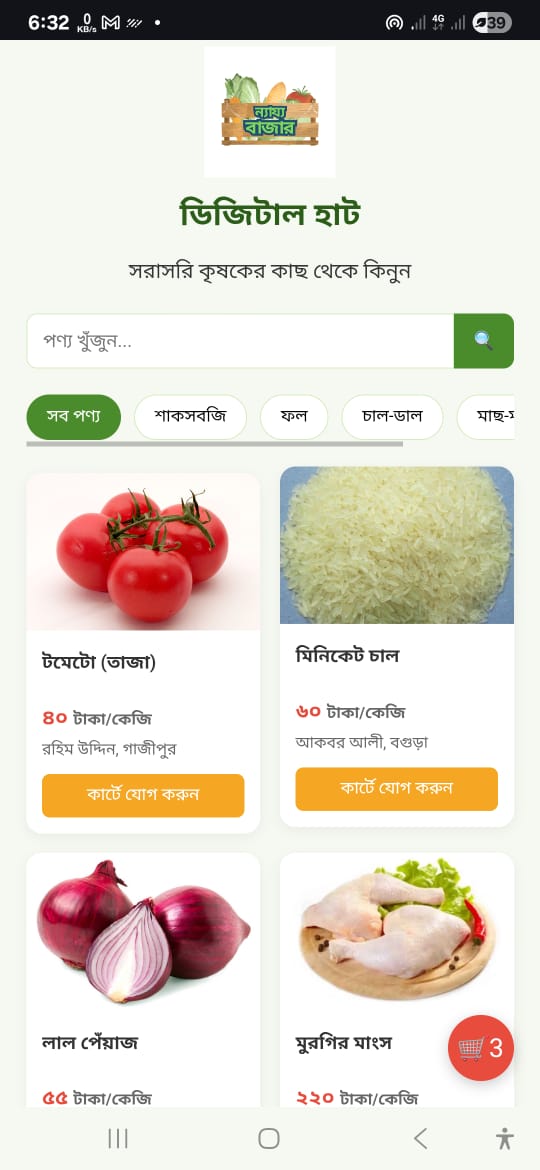 6:32
0
KB/s
4G
39
ন্যায্য
বাজার
ডিজিটাল হাট
সরাসরি কৃষকের কাছ থেকে কিনুন
পণ্য খুঁজুন...
সব পণ্য শাকসবজি ফল চাল-ডাল মাছ-
টমেটো (তাজা)
৪০ টাকা/কেজি
রহিম উদ্দিন, গাজীপুর
কার্টে যোগ করুন
মিনিকেট চাল
৬০ টাকা/কেজি
আকবর আলী, বগুড়া
কার্টে যোগ করুন
লাল পেঁয়াজ
৫৫ টাকা/কেজি
মুরগির মাংস
২২০ টাকা/কেজি
3